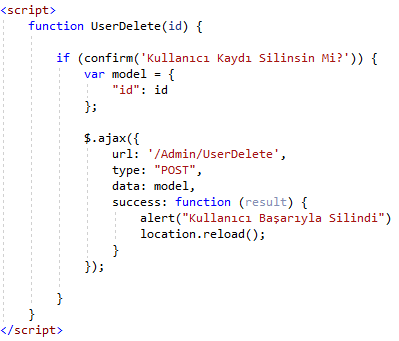 <script>
function UserDelete(id) {
if (confirm('Kullanıcı Kaydı Silinsin Mi?')) {
var model = {
"id": id
};
$.ajax({
url: '/Admin/UserDelete',
type: "POST",
data: model,
success: function (result) {
alert("Kullanıcı Başarıyla Silindi")
location.reload();
}
});
}
}
</script>